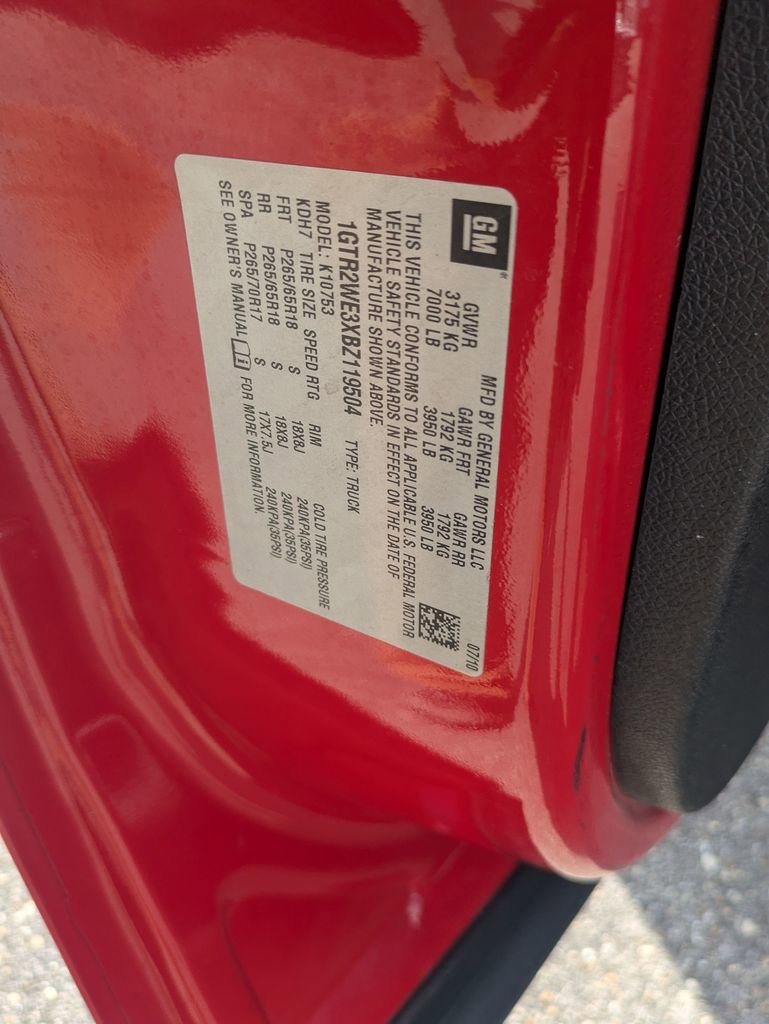 GM
MFD BY GENERAL MOTORS LLC
07/10
GVWR GAWR FRT GAWR RR
3175 KG 1792 KG 1792 KG
7000 LB 3950 LB 3950 LB
THIS VEHICLE CONFORMS TO ALL APPLICABLE U.S. FEDERAL MOTOR
VEHICLE SAFETY STANDARDS IN EFFECT ON THE DATE OF
MANUFACTURE SHOWN ABOVE.
1GTR2WE3XBZ119504 TYPE: TRUCK
MODEL: K10753
KDH7 TIRE SIZE SPEED RTG RIM COLD TIRE PRESSURE
FRT P265/65R18 S 18X8J 240KPA(35PSI)
RR P265/65R18 S 18X8J 240KPA(35PSI)
SPA P265/70R17 S 17X7.5J 240KPA(35PSI)
SEE OWNER'S MANUAL FOR MORE INFORMATION.